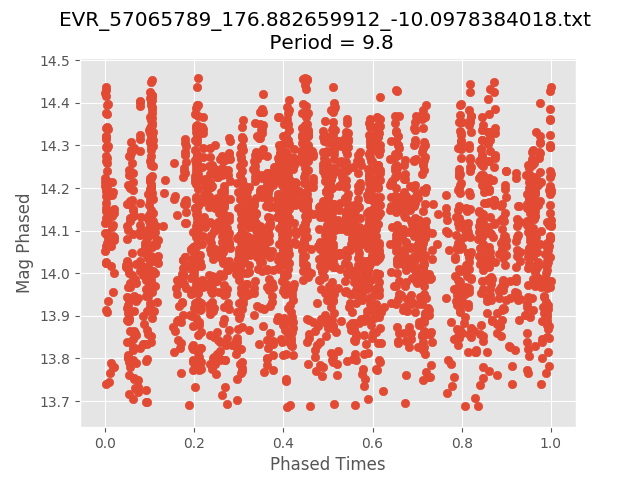 EVR_57065789_176.882659912_-10.0978384018.txt
Period = 9.8
14.5
14.4
14.3
14.2
14.1
14.0
13.9
13.8
13.7
Mag Phased
0.0 0.2 0.4 0.6 0.8 1.0
Phased Times